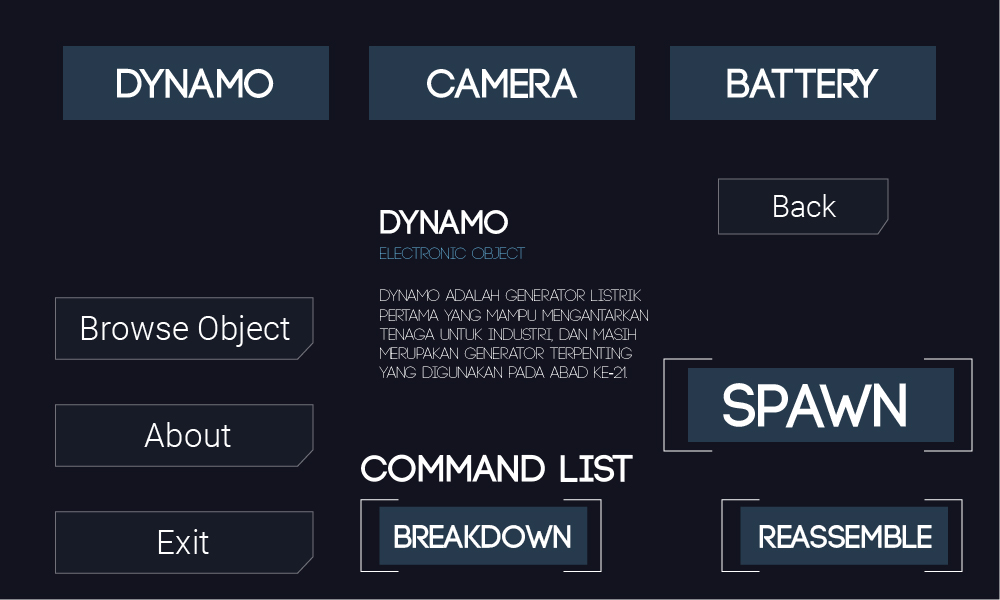 DYNAMO
CAMERA
BATTERY
Back
DYNAMO
ELECTRONIC OBJECT
DYNAMO ADALAH GENERATOR LISTRIK
PERTAMA YANG MAMPU MENGANTARKAN
TENAGA UNTUK INDUSTRI, DAN MASIH
MERUPAKAN GENERATOR TERPENTING
YANG DIGUNAKAN PADA ABAD KE-21.
Browse Object
About
Exit
SPAWN
COMMAND LIST
BREAKDOWN
REASSEMBLE